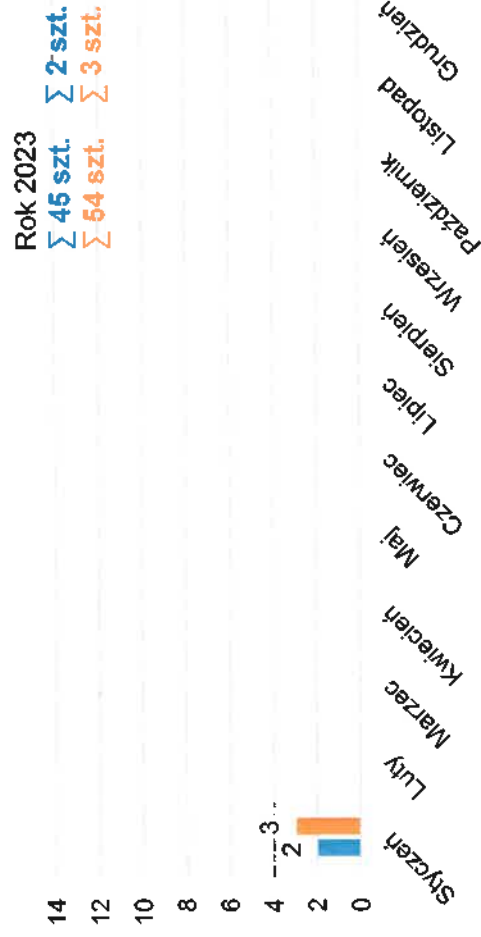 Rok 2023
∑ 45 szt. ∑ 2 szt.
∑ 54 szt. ∑ 3 szt.
14
12
10
8
6
4
2
0
2
3
Styczeń
Luty
Marzec
Kwiecień
Maj
Czerwiec
Lipiec
Sierpień
Wrzesień
Październik
Listopad
Grudzień